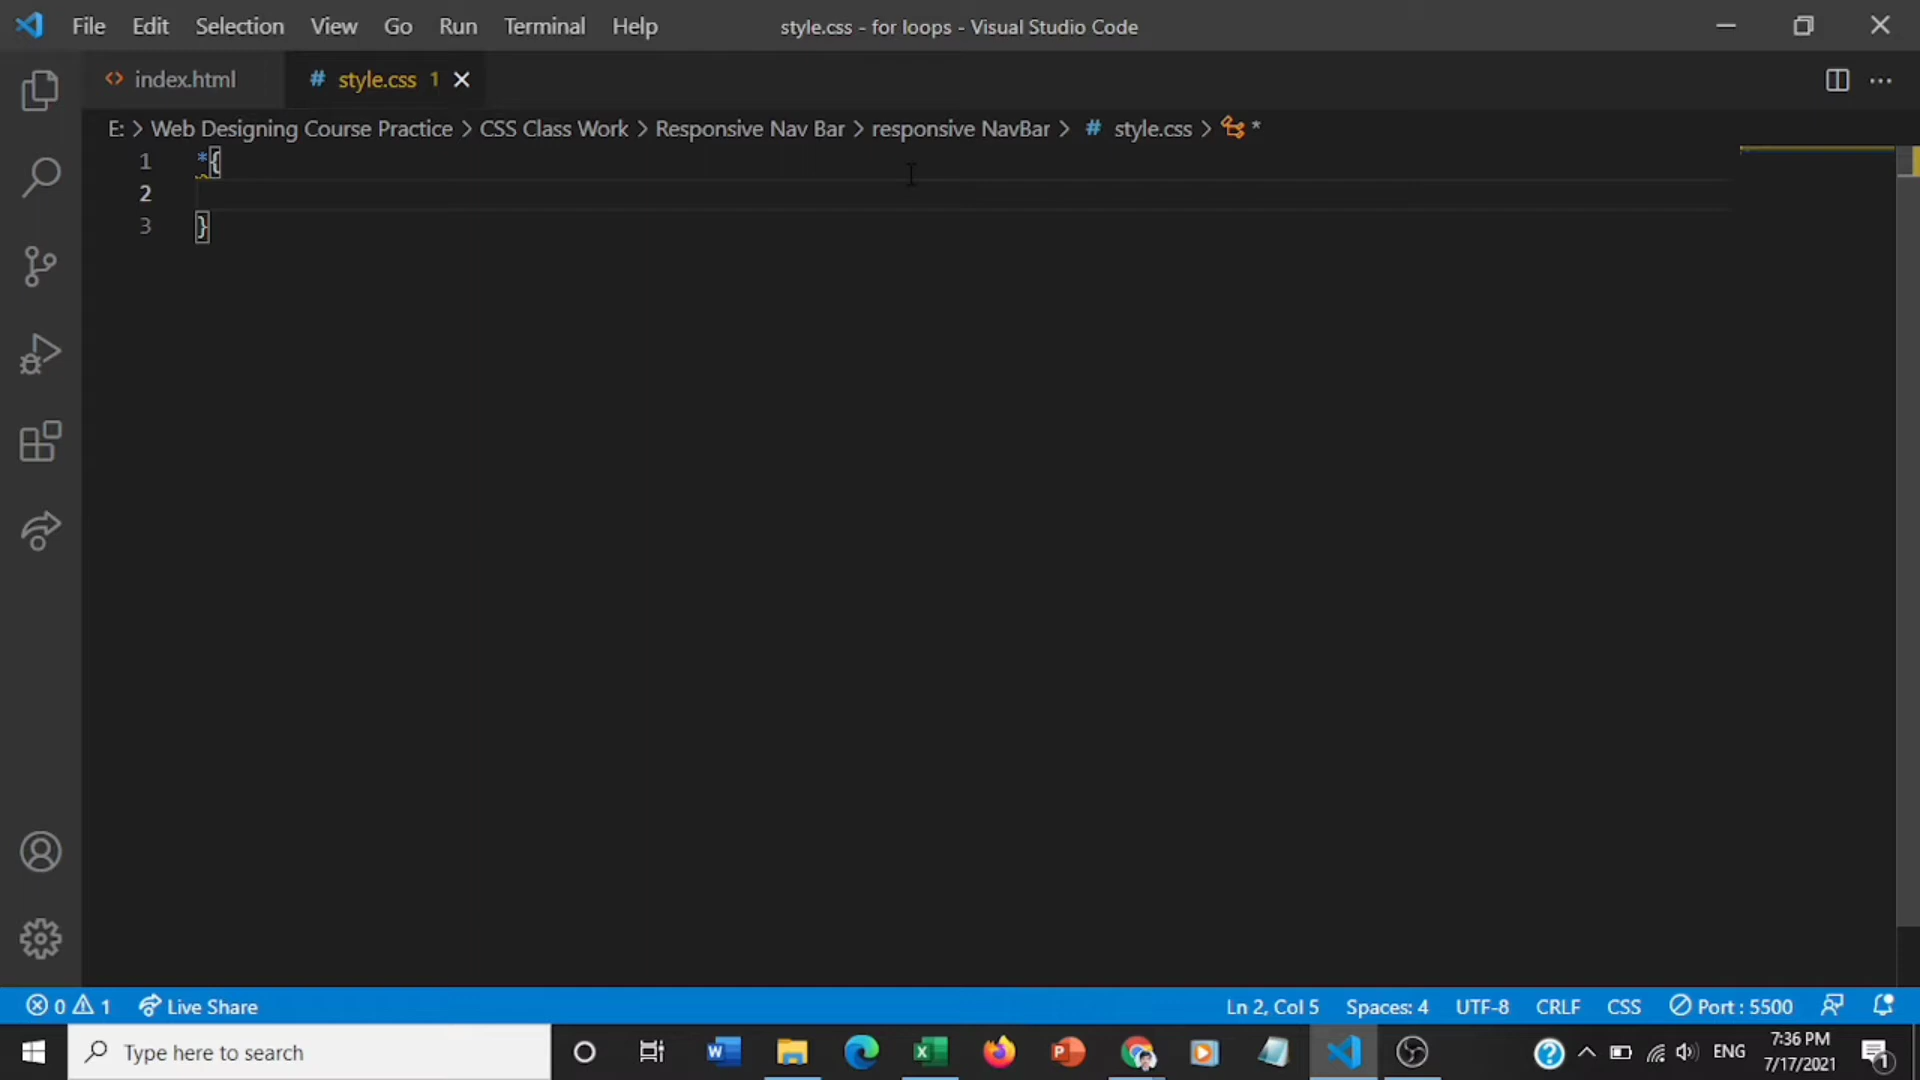 File Edit Selection View Go Run Terminal Help style.css - for loops - Visual Studio Code
index.html # style.css 1
E: > Web Designing Course Practice > CSS Class Work > Responsive Nav Bar > responsive NavBar > # style.css > *
1 *{
2
3 }
0 1 Live Share Ln 2, Col 5 Spaces: 4 UTF-8 CRLF CSS Port : 5500
Type here to search ENG 7:36 PM
7/17/2021 1